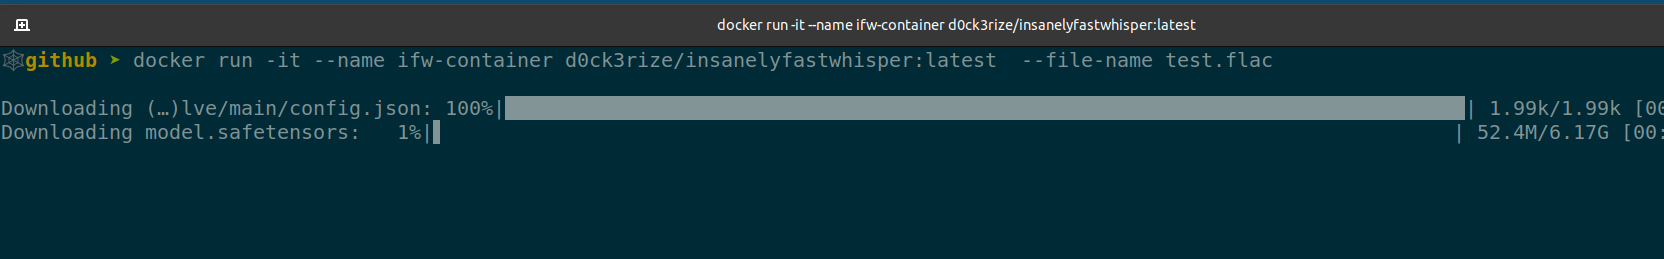 docker run -it --name ifw-container d0ck3rize/insanelyfastwhisper:latest
github ➤ docker run -it --name ifw-container d0ck3rize/insanelyfastwhisper:latest  --file-name test.flac
Downloading (…)lve/main/config.json: 100%| | 1.99k/1.99k [00
Downloading model.safetensors:   1%| | 52.4M/6.17G [00: